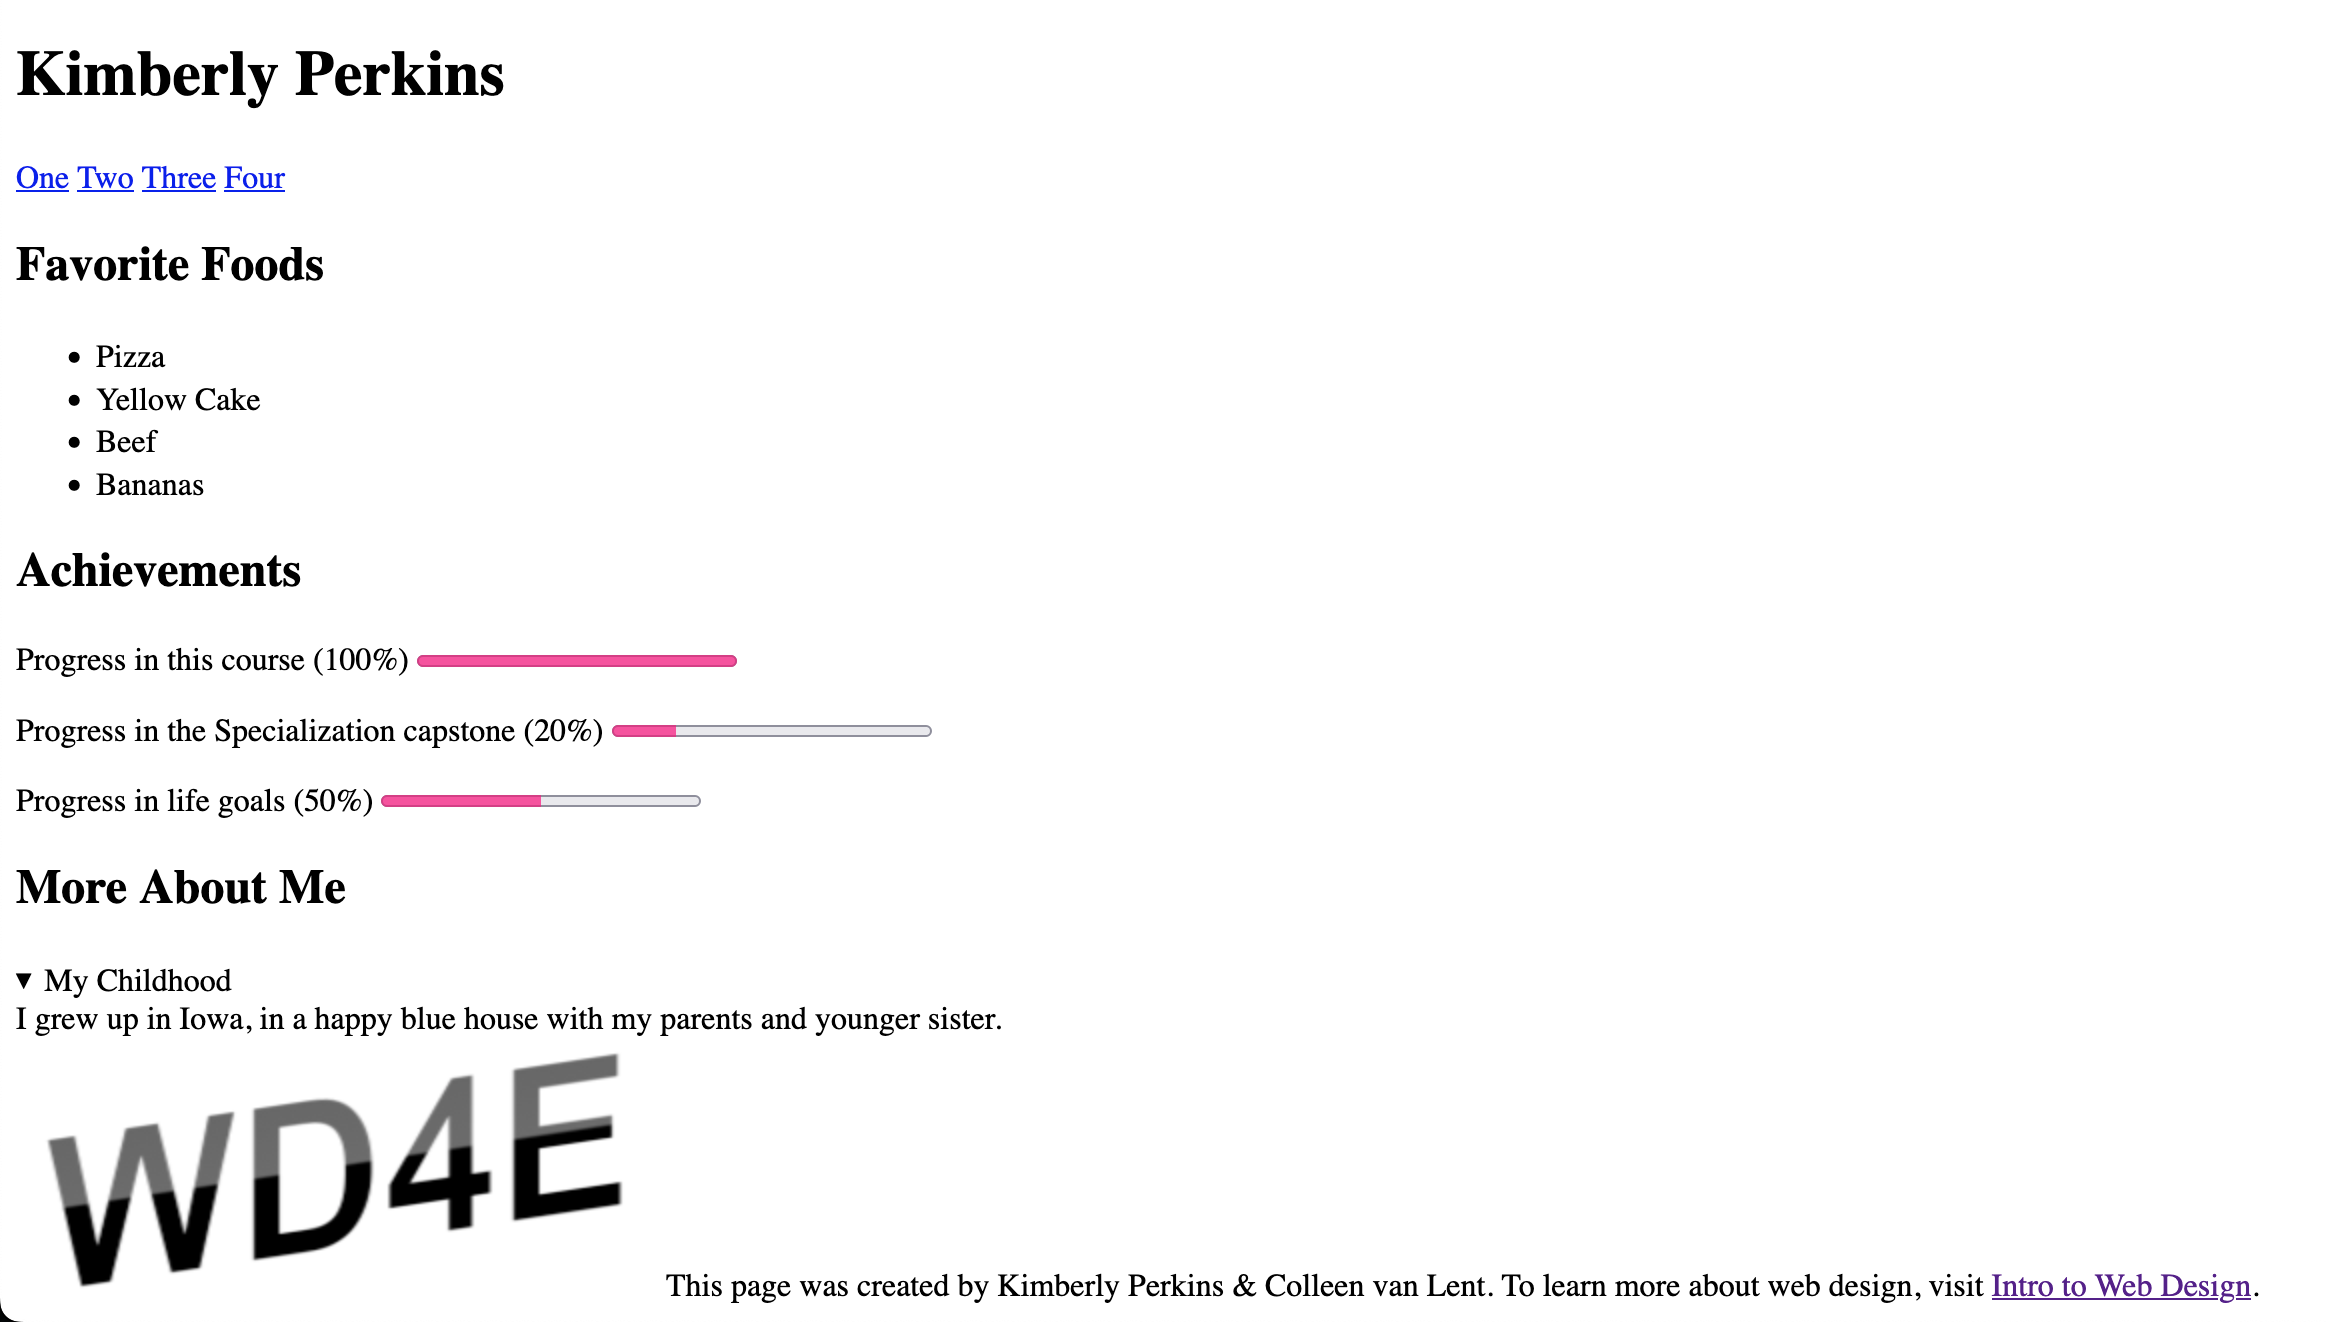 Kimberly Perkins
One Two Three Four
Favorite Foods
Pizza
Yellow Cake
Beef
Bananas
Achievements
Progress in this course (100%)
Progress in the Specialization capstone (20%)
Progress in life goals (50%)
More About Me
My Childhood
I grew up in Iowa, in a happy blue house with my parents and younger sister.
WD4E
This page was created by Kimberly Perkins & Colleen van Lent. To learn more about web design, visit Intro to Web Design.